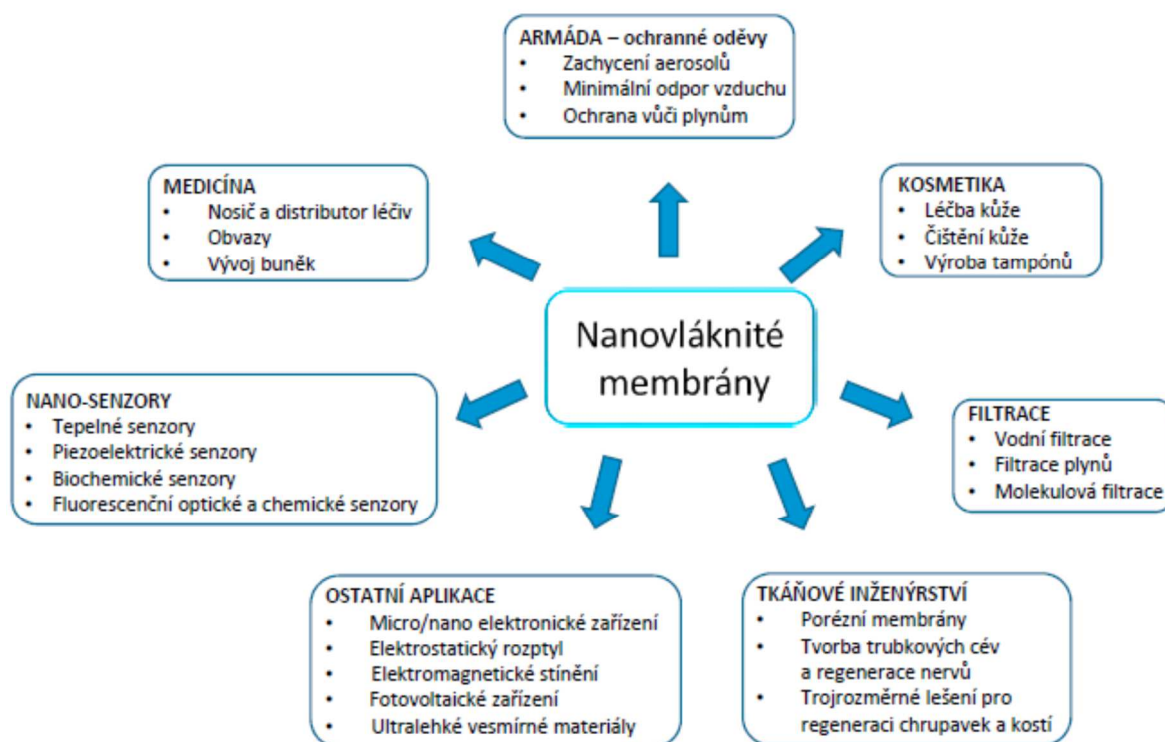 ARMÁDA – ochranné oděvy
• Zachycení aerosolů
• Minimální odpor vzduchu
• Ochrana vůči plynům
MEDICÍNA
• Nosič a distributor léčiv
• Obvazy
• Vývoj buněk
KOSMETIKA
• Léčba kůže
• Čištění kůže
• Výroba tampónů
Nanovláknité
membrány
NANO-SENZORY
• Tepelné senzory
• Piezoelektrické senzory
• Biochemické senzory
• Fluorescenční optické a chemické senzory
FILTRACE
• Vodní filtrace
• Filtrace plynů
• Molekulová filtrace
OSTATNÍ APLIKACE
• Micro/nano elektronické zařízení
• Elektrostatický rozptyl
• Elektromagnetické stínění
• Fotovoltaické zařízení
• Ultralehké vesmírné materiály
TKÁŇOVÉ INŽENÝRSTVÍ
• Porézní membrány
• Tvorba trubkových cév
a regenerace nervů
• Trojrozměrné lešení pro
regeneraci chrupavek a kostí